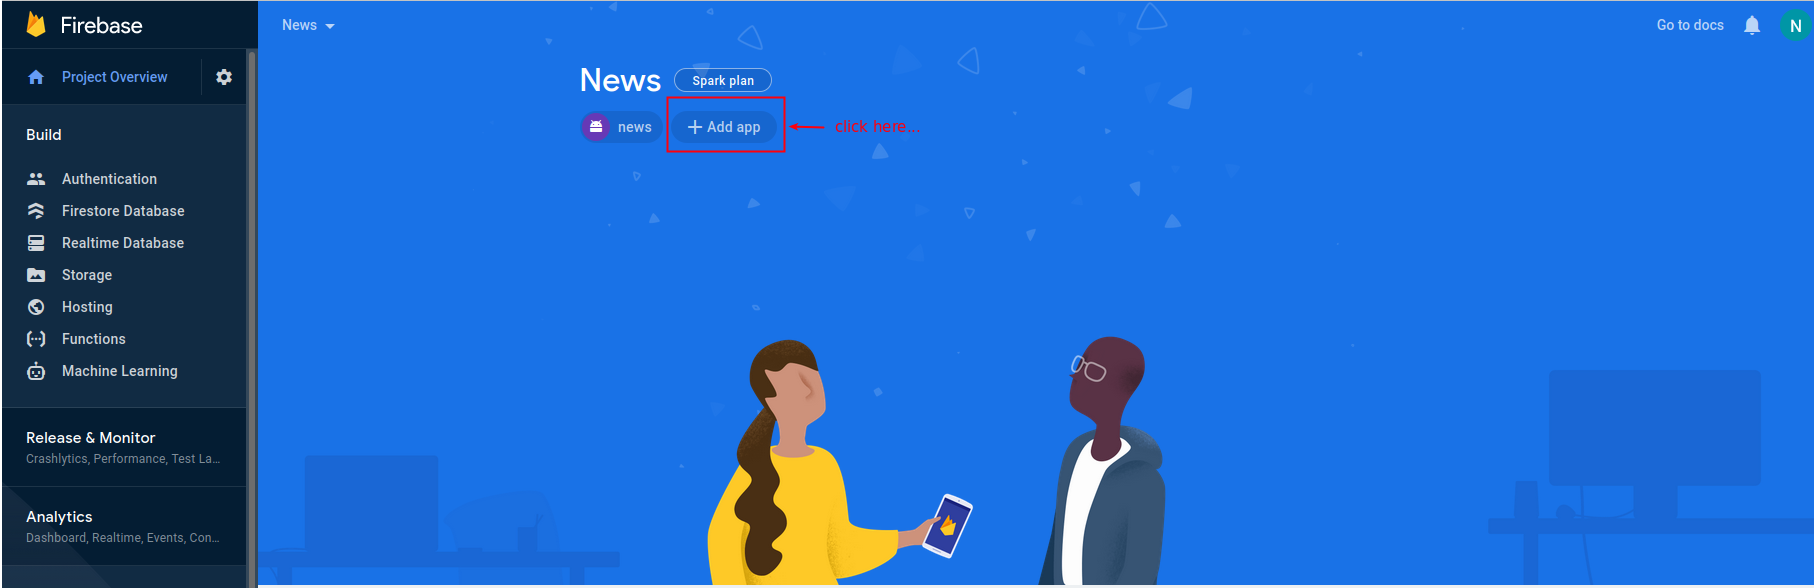 Firebase
News
Go to docs
N
Project Overview
News
Spark plan
news
Add app
click here...
Build
Authentication
Firestore Database
Realtime Database
Storage
Hosting
Functions
Machine Learning
Release & Monitor
Crashlytics, Performance, Test La...
Analytics
Dashboard, Realtime, Events, Con...